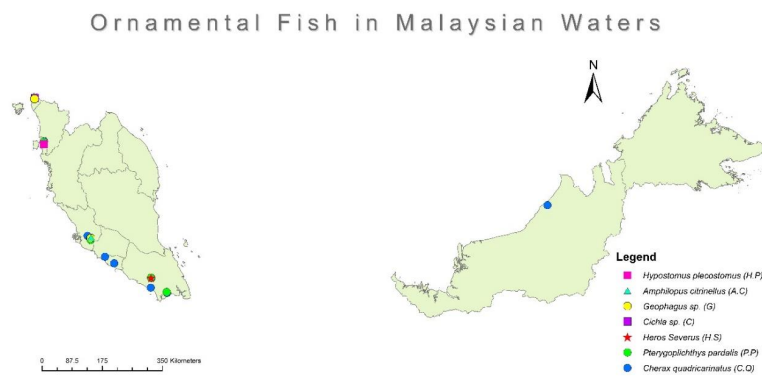 Ornamental Fish in Malaysian Waters
N
Legend
Hypostomus plecostomus (H.P)
Amphilopus citrinellus (A.C)
Geophagus sp. (G)
Cichla sp. (C)
Heros Severus (H.S)
Pterygoplichthys pardalis (P.P)
Cherax quadricarinatus (C.Q)
0 87.5 175 350 Kilometers